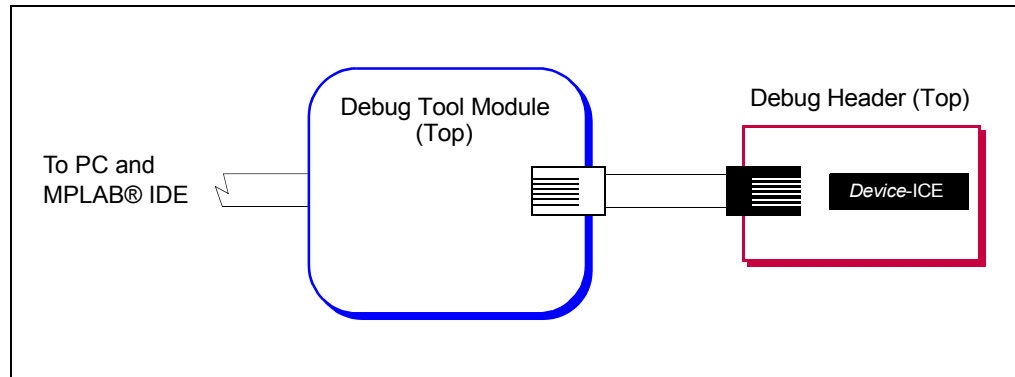 Debug Tool Module
(Top)
Debug Header (Top)
To PC and
MPLAB® IDE
Device-ICE